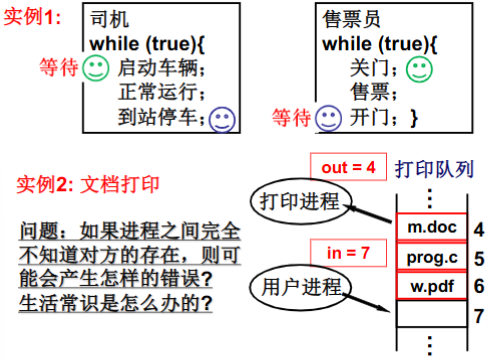 实例1:
司机
while (true){
等待 启动车辆;
正常运行;
到站停车;
售票员
while (true){
关门;
售票;
等待 开门; }
实例2: 文档打印
问题：如果进程之间完全
不知道对方的存在，则可
能会产生怎样的错误?
生活常识是怎么办的?
out = 4
打印队列
打印进程
in = 7
用户进程
⋮
m.doc 4
prog.c 5
w.pdf 6
7
⋮